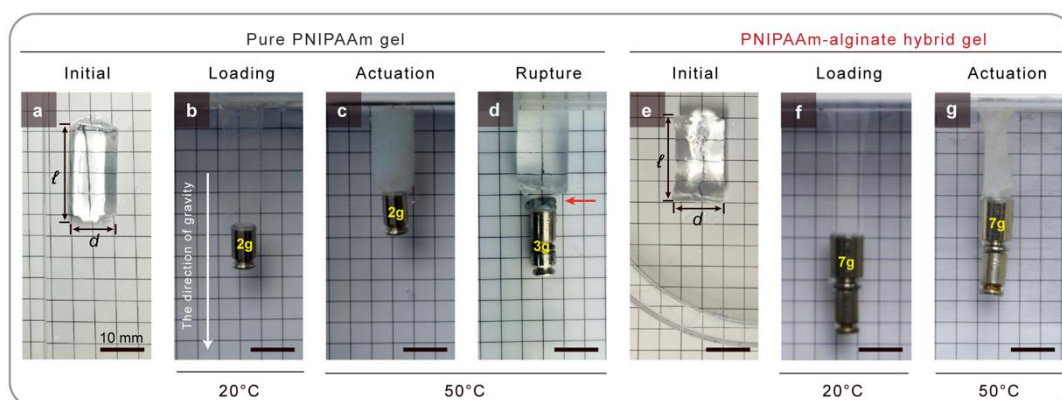 Pure PNIPAAm gel
PNIPAAm-alginate hybrid gel
Initial
Loading
Actuation
Rupture
Initial
Loading
Actuation
a
b
c
d
e
f
g
ℓ
d
10 mm
The direction of gravity
2g
2g
3g
ℓ
d
7g
7g
20°C
50°C
20°C
50°C